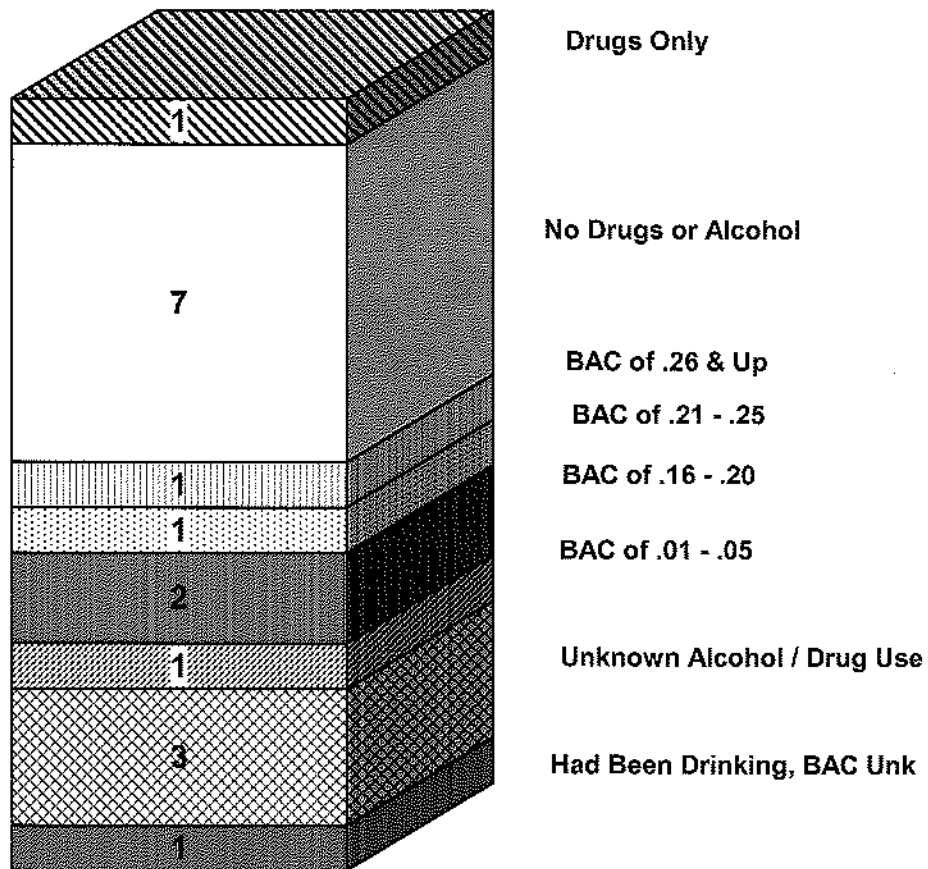 Drugs Only
1
No Drugs or Alcohol
7
BAC of .26 & Up
BAC of .21 - .25
1
BAC of .16 - .20
1
BAC of .01 - .05
2
Unknown Alcohol / Drug Use
1
3
Had Been Drinking, BAC Unk
1